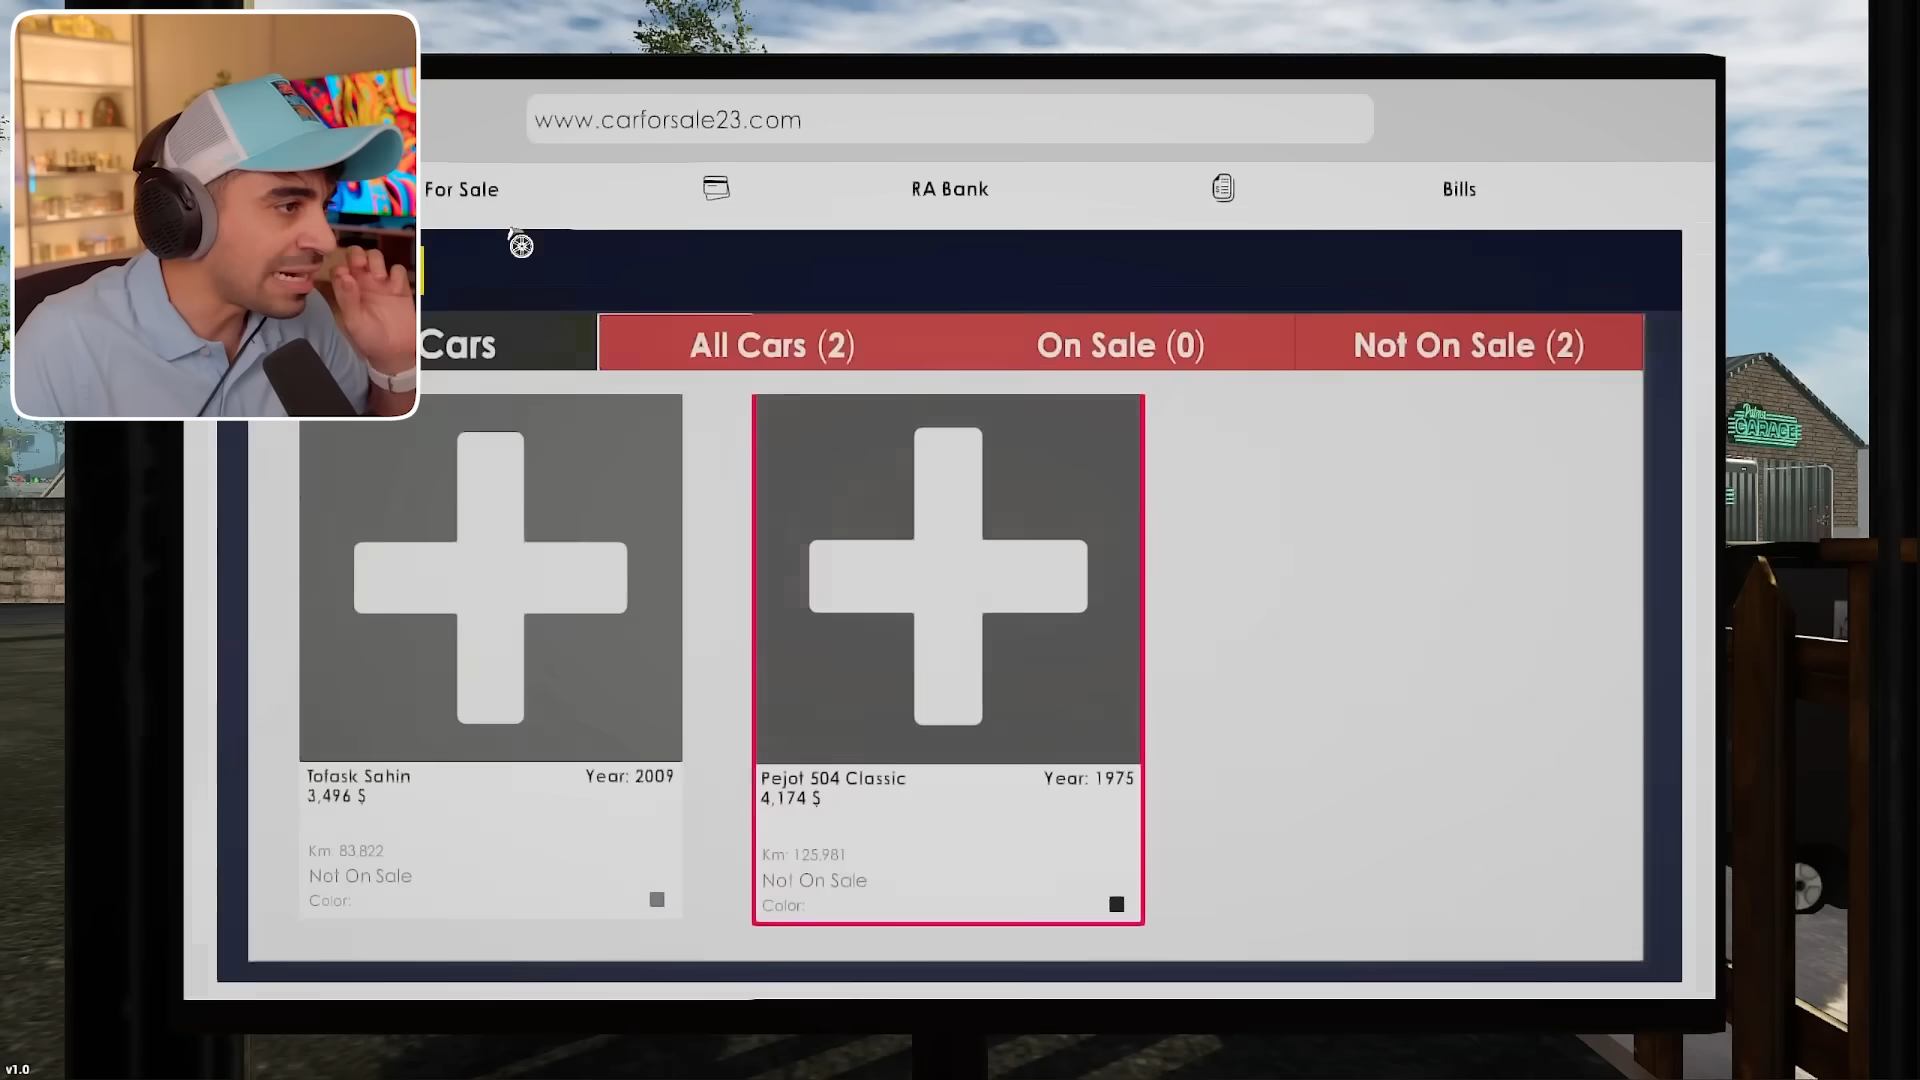 www.carforsale23.com
For Sale
RA Bank
Bills
Cars
All Cars (2)
On Sale (0)
Not On Sale (2)
Palms
GARAGE
Tofask Sahin
Year: 2009
3,496 $
Km: 83,822
Not On Sale
Color:
Pejot 504 Classic
Year: 1975
4,174 $
Km: 125,981
Not On Sale
Color:
v1.0